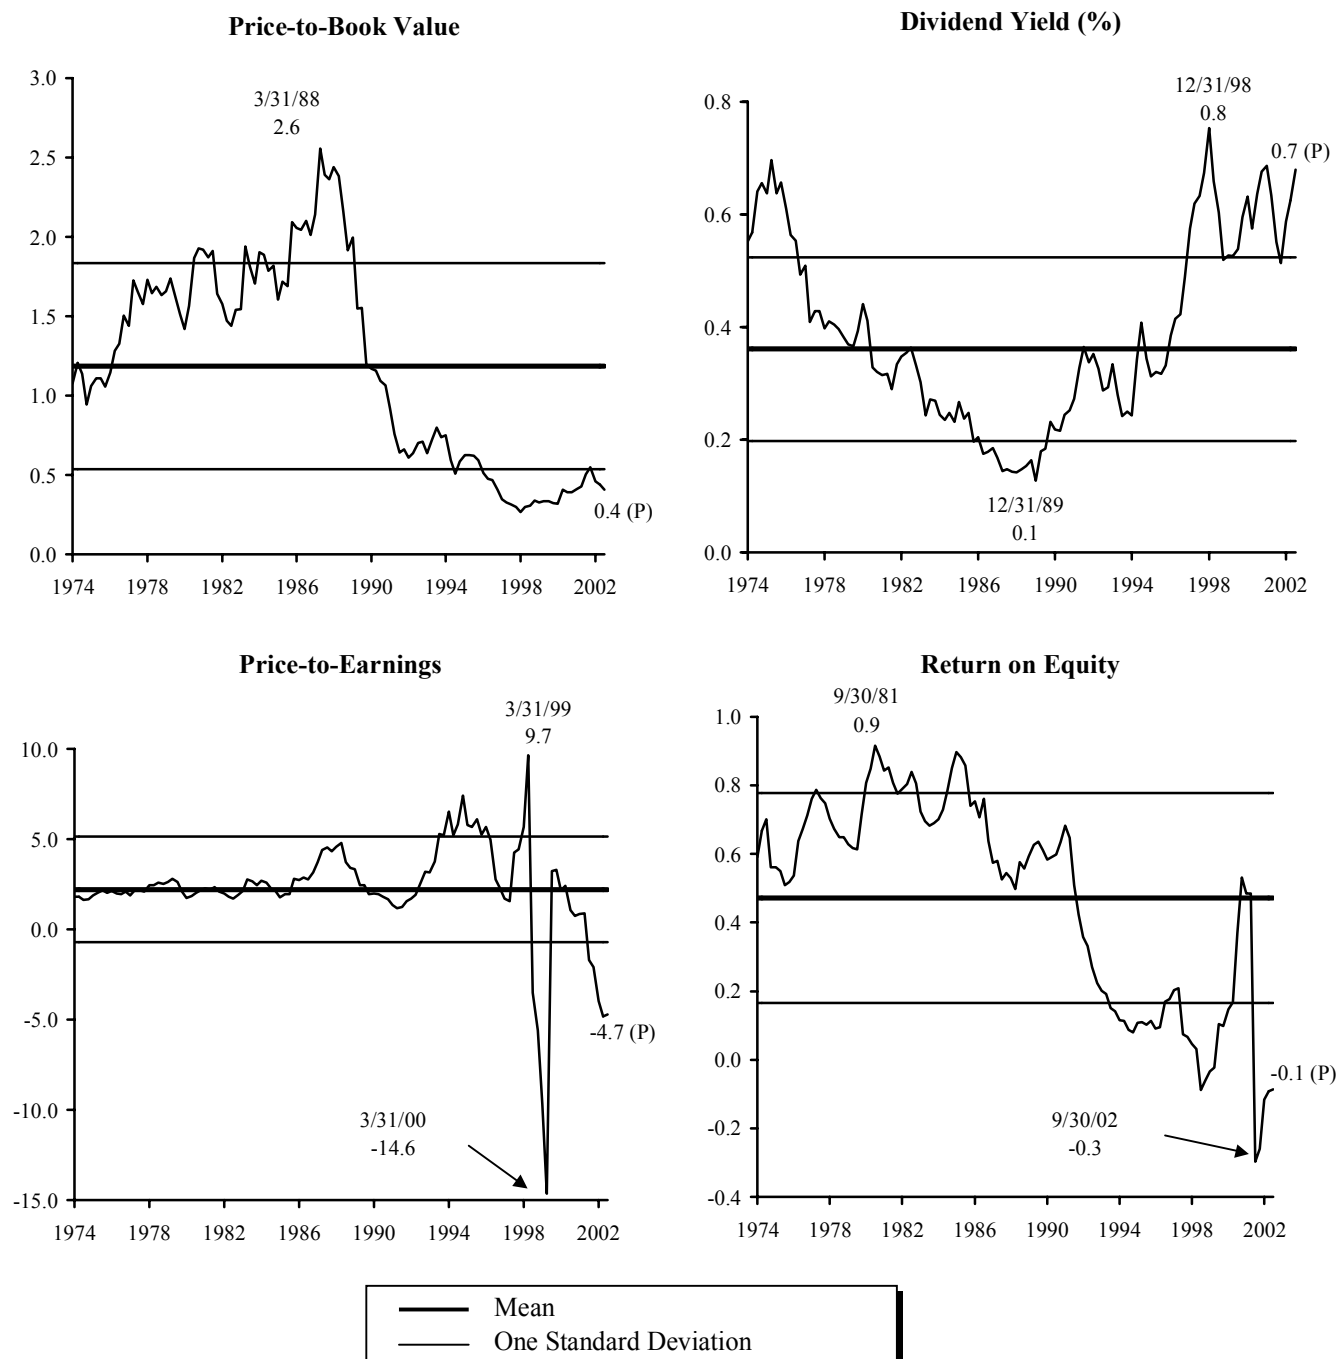 Price-to-Book Value
3.0
2.5
2.0
1.5
1.0
0.5
0.0
3/31/88
2.6
0.4 (P)
1974 1978 1982 1986 1990 1994 1998 2002
Dividend Yield (%)
0.8
0.6
0.4
0.2
0.0
12/31/98
0.8
0.7 (P)
12/31/89
0.1
1974 1978 1982 1986 1990 1994 1998 2002
Price-to-Earnings
10.0
5.0
0.0
-5.0
-10.0
-15.0
3/31/99
9.7
-4.7 (P)
3/31/00
-14.6
1974 1978 1982 1986 1990 1994 1998 2002
Return on Equity
1.0
0.8
0.6
0.4
0.2
0.0
-0.2
-0.4
9/30/81
0.9
-0.1 (P)
9/30/02
-0.3
1974 1978 1982 1986 1990 1994 1998 2002
Mean
One Standard Deviation